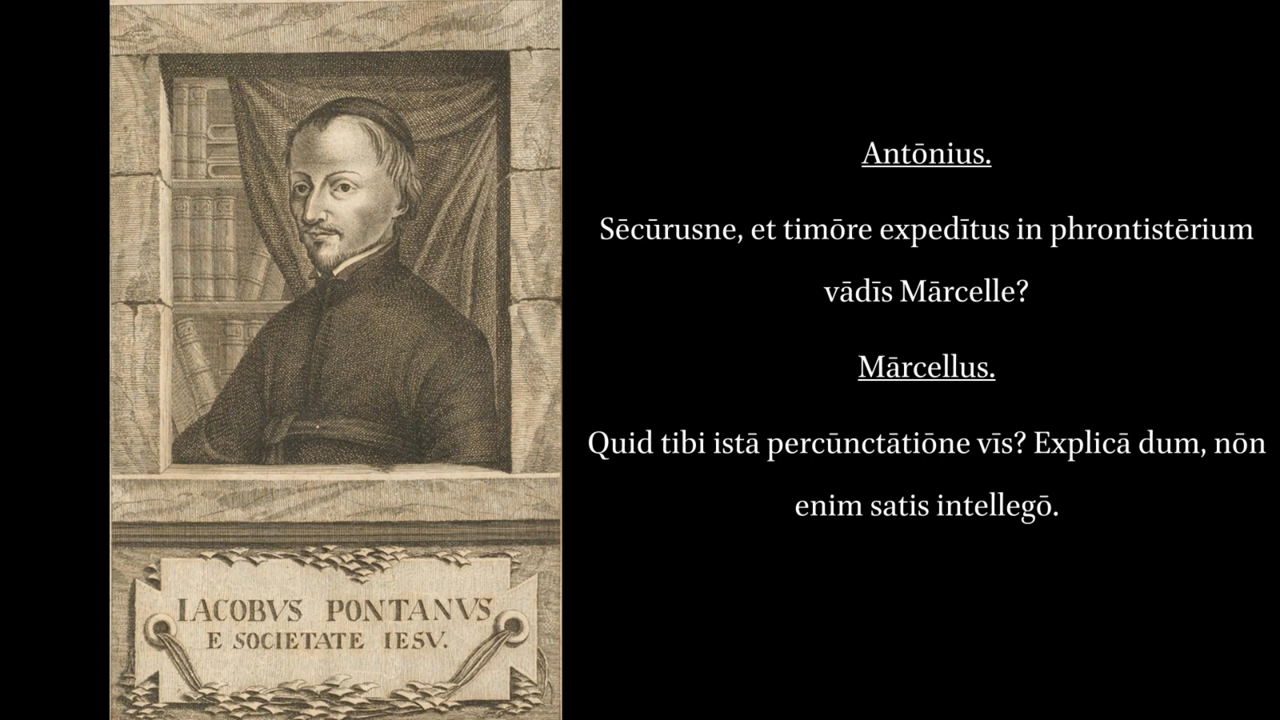 IACOBVS PONTANVS
E SOCIETATE IESV.
Antōnius.
Sēcūrusne, et timōre expedītus in phrontistērium
vādīs Mārcelle?
Mārcellus.
Quid tibi istā percūnctātiōne vīs? Explicā dum, nōn
enim satis intellegō.